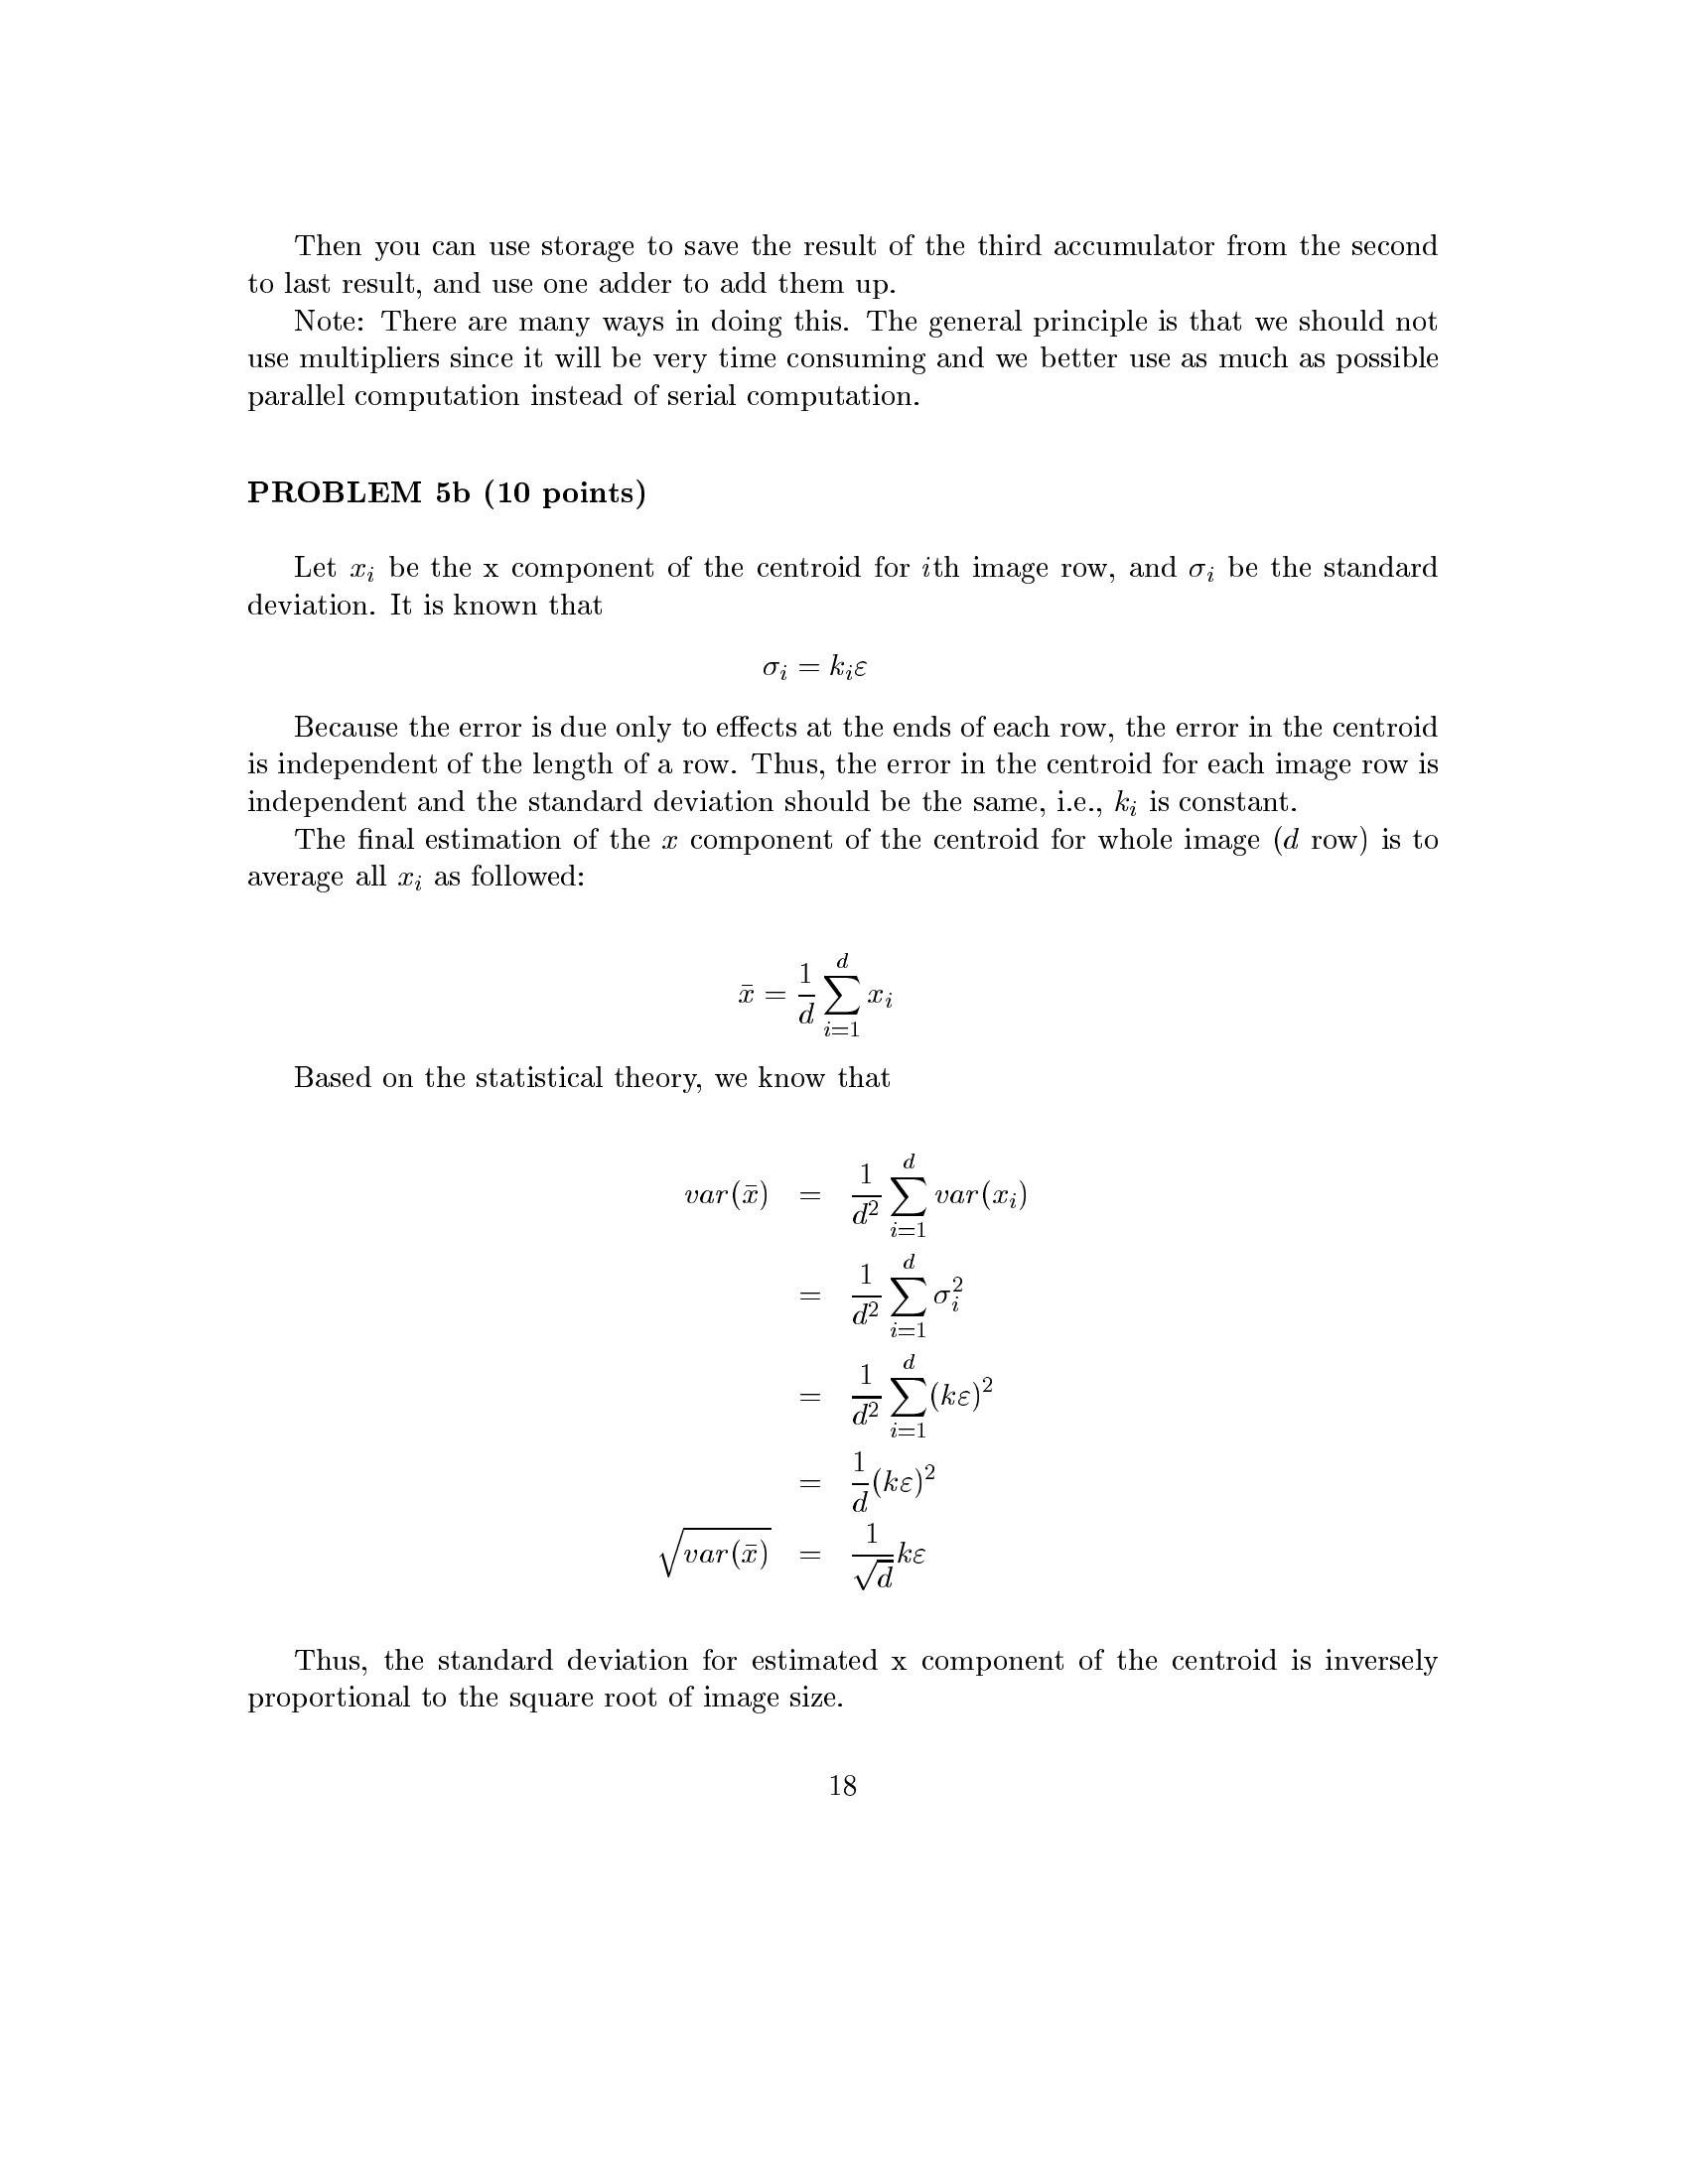 Then you can use storage to save the result of the third accumulator from the second
to last result, and use one adder to add them up.
Note: There are many ways in doing this. The general principle is that we should not
use multipliers since it will be very time consuming and we better use as much as possible
parallel computation instead of serial computation.
PROBLEM 5b (10 points)
Let $x_i$ be the x component of the centroid for $i$th image row, and $\sigma_i$ be the standard
deviation. It is known that
$\sigma_i = k_i \varepsilon$
Because the error is due only to effects at the ends of each row, the error in the centroid
is independent of the length of a row. Thus, the error in the centroid for each image row is
independent and the standard deviation should be the same, i.e., $k_i$ is constant.
The final estimation of the $x$ component of the centroid for whole image ($d$ row) is to
average all $x_i$ as followed:
$\bar{x} = \frac{1}{d} \sum_{i=1}^{d} x_i$
Based on the statistical theory, we know that
$var(\bar{x}) = \frac{1}{d^2} \sum_{i=1}^{d} var(x_i)$
$= \frac{1}{d^2} \sum_{i=1}^{d} \sigma_i^2$
$= \frac{1}{d^2} \sum_{i=1}^{d} (k\varepsilon)^2$
$= \frac{1}{d} (k\varepsilon)^2$
$\sqrt{var(\bar{x})} = \frac{1}{\sqrt{d}} k\varepsilon$
Thus, the standard deviation for estimated x component of the centroid is inversely
proportional to the square root of image size.
18